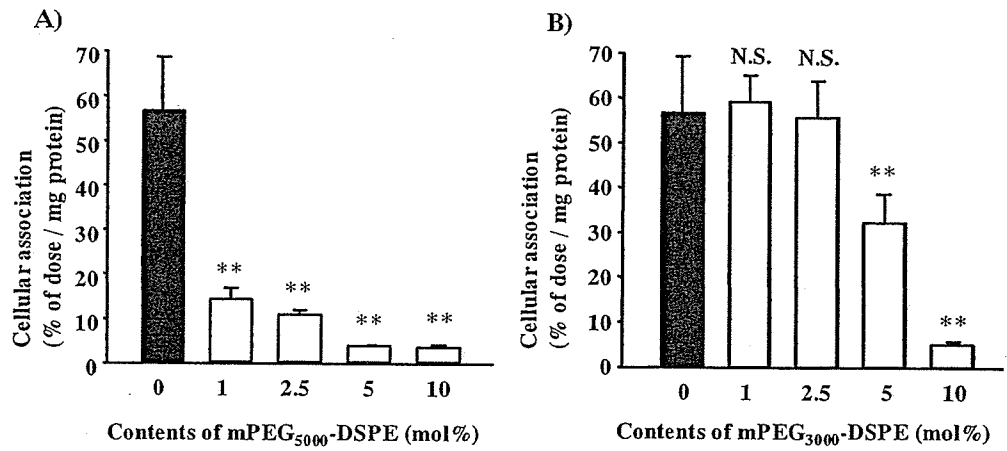 A)
Cellular association
(% of dose / mg protein)
70
60
50
40
30
20
10
0
**
**
**
**
0 1 2.5 5 10
Contents of mPEG5000-DSPE (mol%)
B)
Cellular association
(% of dose / mg protein)
70
60
50
40
30
20
10
0
N.S.
N.S.
**
**
0 1 2.5 5 10
Contents of mPEG3000-DSPE (mol%)